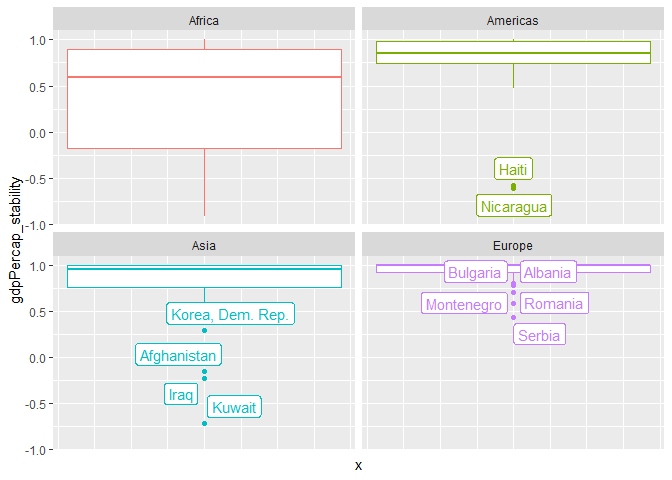 Africa
Americas
1.0
0.5
0.0
-0.5
-1.0
Haiti
Nicaragua
gdpPercap_stability
Asia
Europe
1.0
0.5
0.0
-0.5
-1.0
Korea, Dem. Rep.
Afghanistan
Iraq
Kuwait
Bulgaria
Albania
Montenegro
Romania
Serbia
x